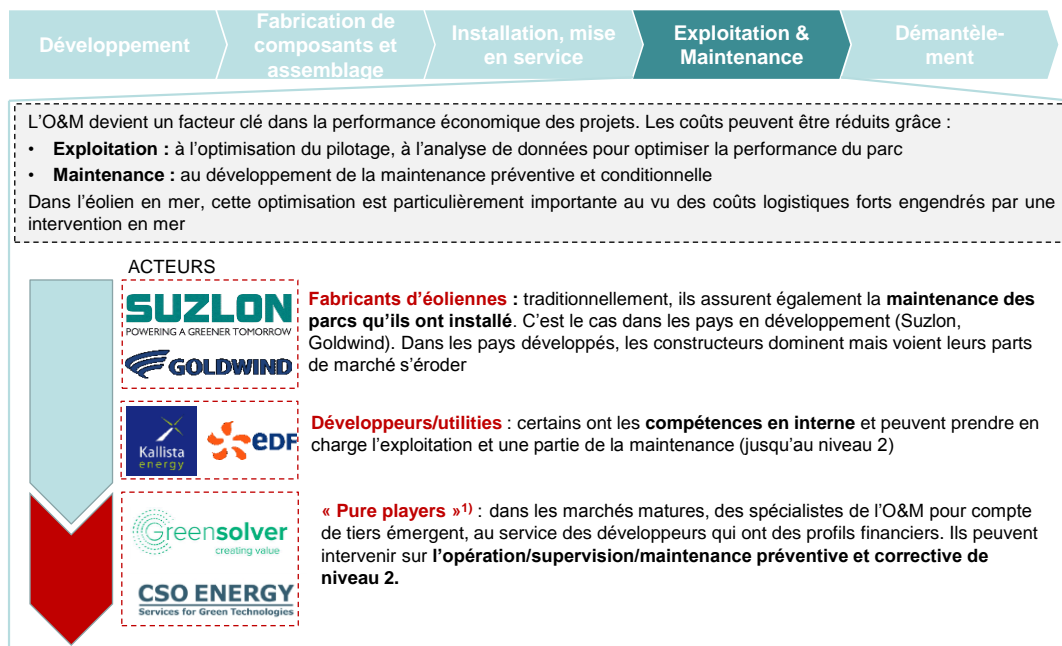 Développement
Fabrication de
composants et
assemblage
Installation, mise
en service
Exploitation &
Maintenance
Démantèle-
ment
L’O&M devient un facteur clé dans la performance économique des projets. Les coûts peuvent être réduits grâce :
• Exploitation : à l’optimisation du pilotage, à l’analyse de données pour optimiser la performance du parc
• Maintenance : au développement de la maintenance préventive et conditionnelle
Dans l’éolien en mer, cette optimisation est particulièrement importante au vu des coûts logistiques forts engendrés par une
intervention en mer
ACTEURS
SUZLON
POWERING A GREENER TOMORROW
GOLDWIND
Fabricants d’éoliennes : traditionnellement, ils assurent également la maintenance des
parcs qu’ils ont installé. C’est le cas dans les pays en développement (Suzlon,
Goldwind). Dans les pays développés, les constructeurs dominent mais voient leurs parts
de marché s’éroder
Kallista
energy
eDF
Développeurs/utilities : certains ont les compétences en interne et peuvent prendre en
charge l’exploitation et une partie de la maintenance (jusqu’au niveau 2)
Greensolver
creating value
CSO ENERGY
Services for Green Technologies
« Pure players »1) : dans les marchés matures, des spécialistes de l’O&M pour compte
de tiers émergent, au service des développeurs qui ont des profils financiers. Ils peuvent
intervenir sur l’opération/supervision/maintenance préventive et corrective de
niveau 2.